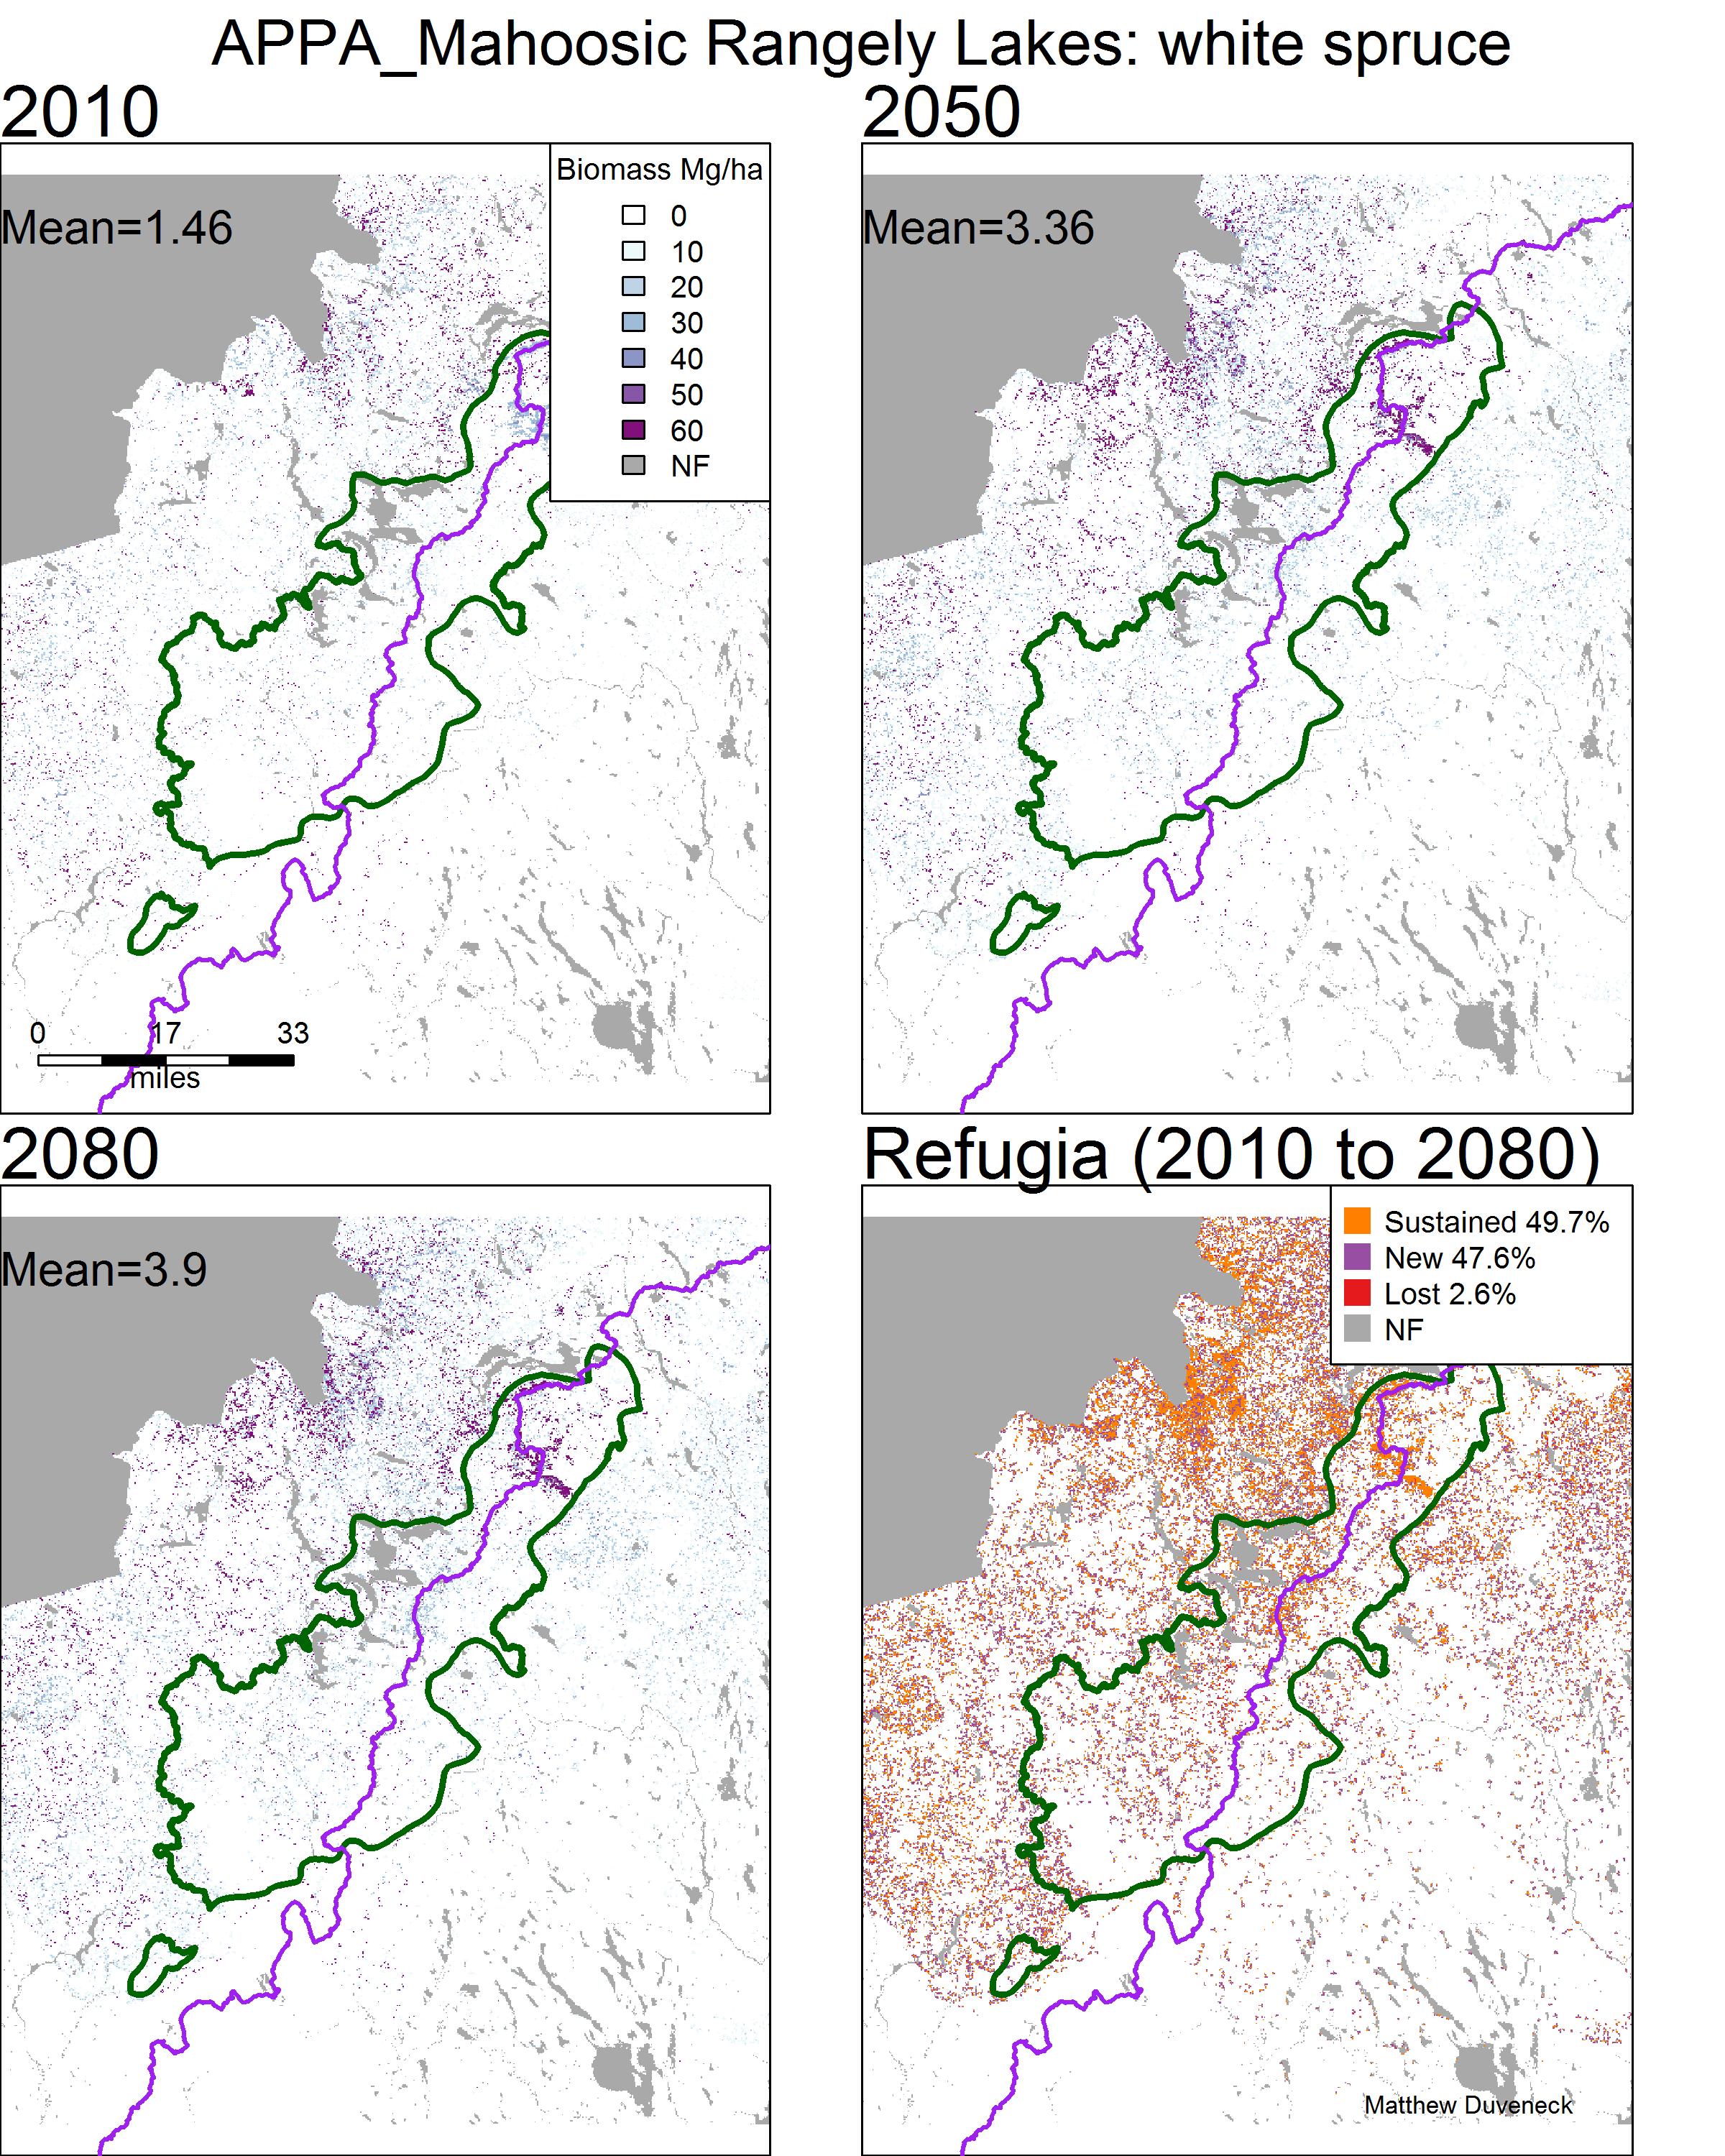 APPA_Mahoosic Rangely Lakes: white spruce
2010
Mean=1.46
Biomass Mg/ha
0
10
20
30
40
50
60
NF
0 17 33
miles
2050
Mean=3.36
2080
Mean=3.9
Refugia (2010 to 2080)
Sustained 49.7%
New 47.6%
Lost 2.6%
NF
Matthew Duveneck